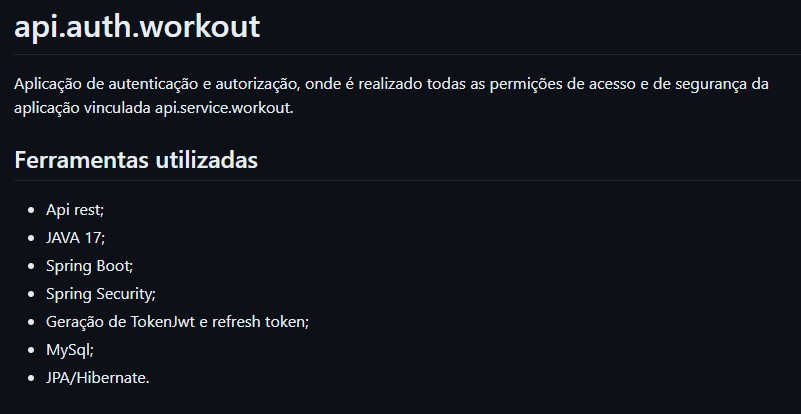 api.auth.workout
Aplicação de autenticação e autorização, onde é realizado todas as permições de acesso e de segurança da
aplicação vinculada api.service.workout.
Ferramentas utilizadas
Api rest;
JAVA 17;
Spring Boot;
Spring Security;
Geração de TokenJwt e refresh token;
MySql;
JPA/Hibernate.